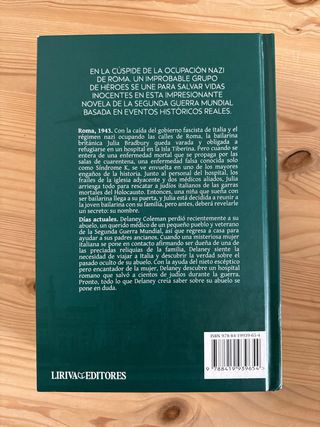 EN LA CÚSPIDE DE LA OCUPACIÓN NAZI
DE ROMA, UN IMPROBABLE GRUPO
DE HÉROES SE UNE PARA SALVAR VIDAS
INOCENTES EN ESTA IMPRESIONANTE
NOVELA DE LA SEGUNDA GUERRA MUNDIAL
BASADA EN EVENTOS HISTÓRICOS REALES.
Roma, 1943. Con la caída del gobierno fascista de Italia y el
régimen nazi ocupando las calles de Roma, la bailarina
británica Julia Bradbury queda varada y obligada a
refugiarse en un hospital en la Isla Tiberina. Pero cuando se
entera de una enfermedad mortal que se propaga por las
salas de cuarentena, una enfermedad falsa conocida solo
como Síndrome K, se ve envuelta en uno de los mayores
engaños de la historia. Junto al personal del hospital, los
frailes de la iglesia adyacente y dos médicos aliados, Julia
arriesga todo para rescatar a judíos italianos de las garras
mortales del Holocausto. Entonces, una niña que sueña con
ser bailarina llega a su puerta, y Julia está decidida a reunir a
la joven bailarina con su familia, pero antes, deberá revelarle
un secreto: su nombre.
Días actuales. Delaney Coleman perdió recientemente a su
abuelo, un querido médico de un pequeño pueblo y veterano
de la Segunda Guerra Mundial, así que regresa a casa para
ayudar a sus padres ancianos. Cuando una misteriosa mujer
italiana se pone en contacto afirmando ser dueña de una de
las preciadas reliquias de la familia, Delaney siente la
necesidad de viajar a Italia y descubrir la verdad sobre el
pasado oculto de su abuelo. Con la ayuda del nieto escéptico
pero encantador de la mujer, Delaney descubre un hospital
romano que salvó a cientos de judíos durante la guerra.
Pronto, todo lo que Delaney creía saber sobre su abuelo se
pone en duda.
ISBN 978-84-19939-65-4
9 788419 939654
LIRIVA EDITORES